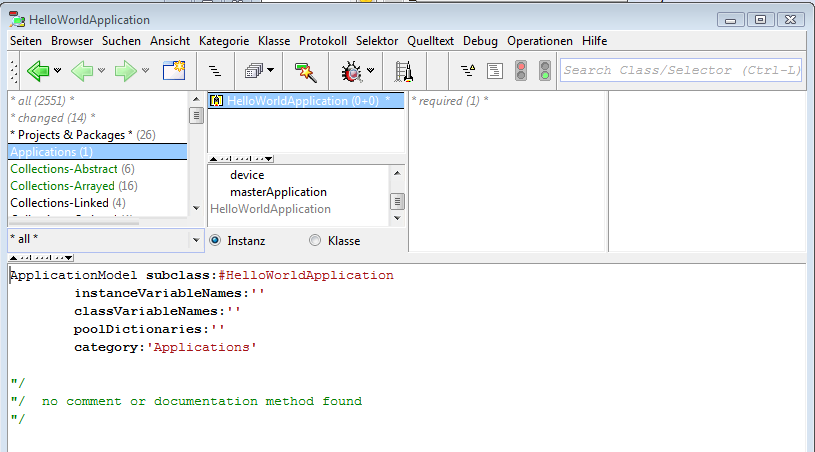 HelloWorldApplication
Seiten Browser Suchen Ansicht Kategorie Klasse Protokoll Selektor Quelltext Debug Operationen Hilfe
Search Class/Selector (Ctrl-L)
* all (2551) *
* changed (14) *
* Projects & Packages * (26)
Applications (1)
Collections-Abstract (6)
Collections-Arrayed (16)
Collections-Linked (4)
* all *
HelloWorldApplication (0+0) *
device
masterApplication
HelloWorldApplication
Instanz Klasse
* required (1) *
ApplicationModel subclass:#HelloWorldApplication
instanceVariableNames:''
classVariableNames:''
poolDictionaries:''
category:'Applications'
"/
"/ no comment or documentation method found
"/